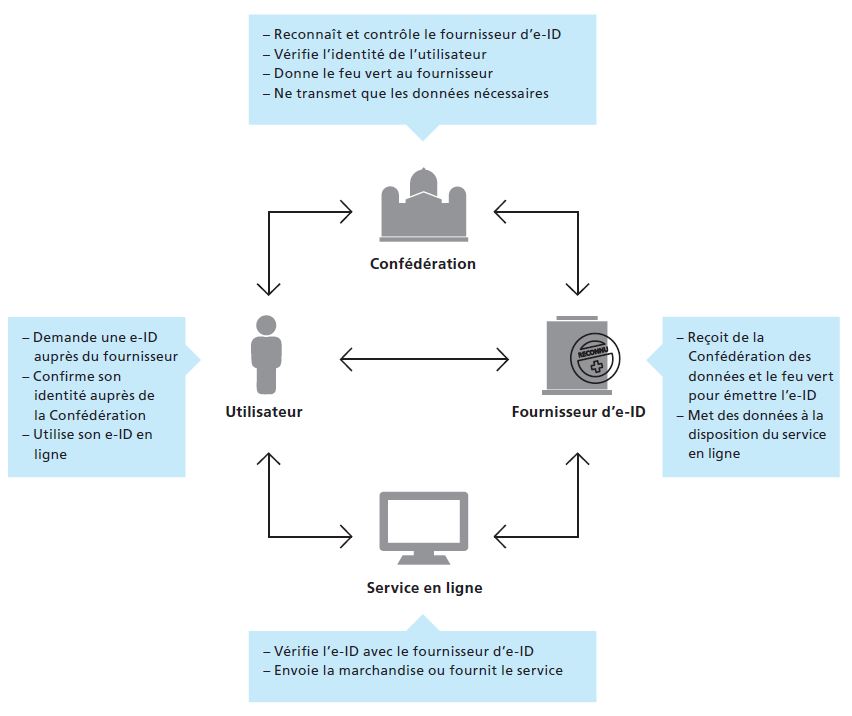 – Reconnaît et contrôle le fournisseur d’e-ID
– Vérifie l’identité de l’utilisateur
– Donne le feu vert au fournisseur
– Ne transmet que les données nécessaires
Confédération
– Demande une e-ID
auprès du fournisseur
– Confirme son
identité auprès de
la Confédération
– Utilise son e-ID en
ligne
Utilisateur
RECONNU
Fournisseur d’e-ID
– Reçoit de la
Confédération des
données et le feu vert
pour émettre l’e-ID
– Met des données à la
disposition du service
en ligne
Service en ligne
– Vérifie l’e-ID avec le fournisseur d’e-ID
– Envoie la marchandise ou fournit le service